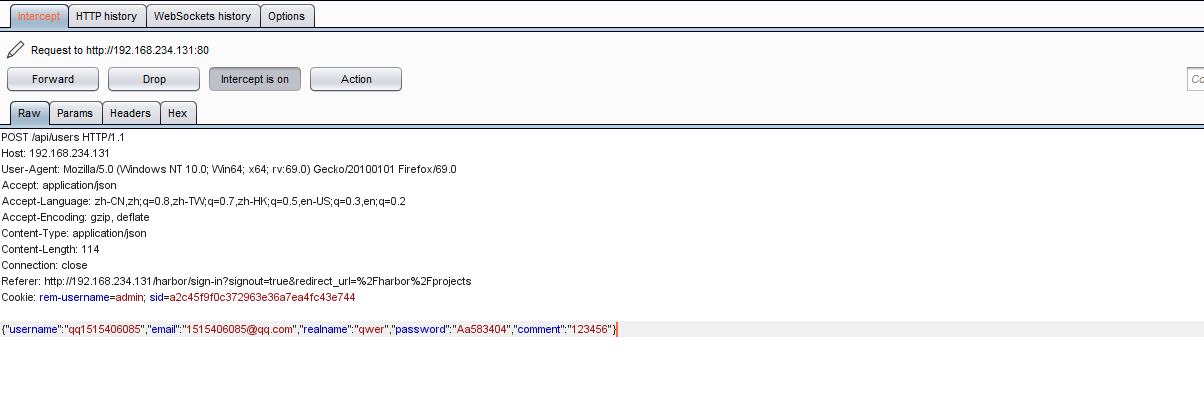 Intercept HTTP history WebSockets history Options
Request to http://192.168.234.131:80
Forward Drop Intercept is on Action Co
Raw Params Headers Hex
POST /api/users HTTP/1.1
Host: 192.168.234.131
User-Agent: Mozilla/5.0 (Windows NT 10.0; Win64; x64; rv:69.0) Gecko/20100101 Firefox/69.0
Accept: application/json
Accept-Language: zh-CN,zh;q=0.8,zh-TW;q=0.7,zh-HK;q=0.5,en-US;q=0.3,en;q=0.2
Accept-Encoding: gzip, deflate
Content-Type: application/json
Content-Length: 114
Connection: close
Referer: http://192.168.234.131/harbor/sign-in?signout=true&redirect_url=%2Fharbor%2Fprojects
Cookie: rem-username=admin; sid=a2c45f9f0c372963e36a7ea4fc43e744
{"username":"qq1515406085","email":"1515406085@qq.com","realname":"qwer","password":"Aa583404","comment":"123456"}